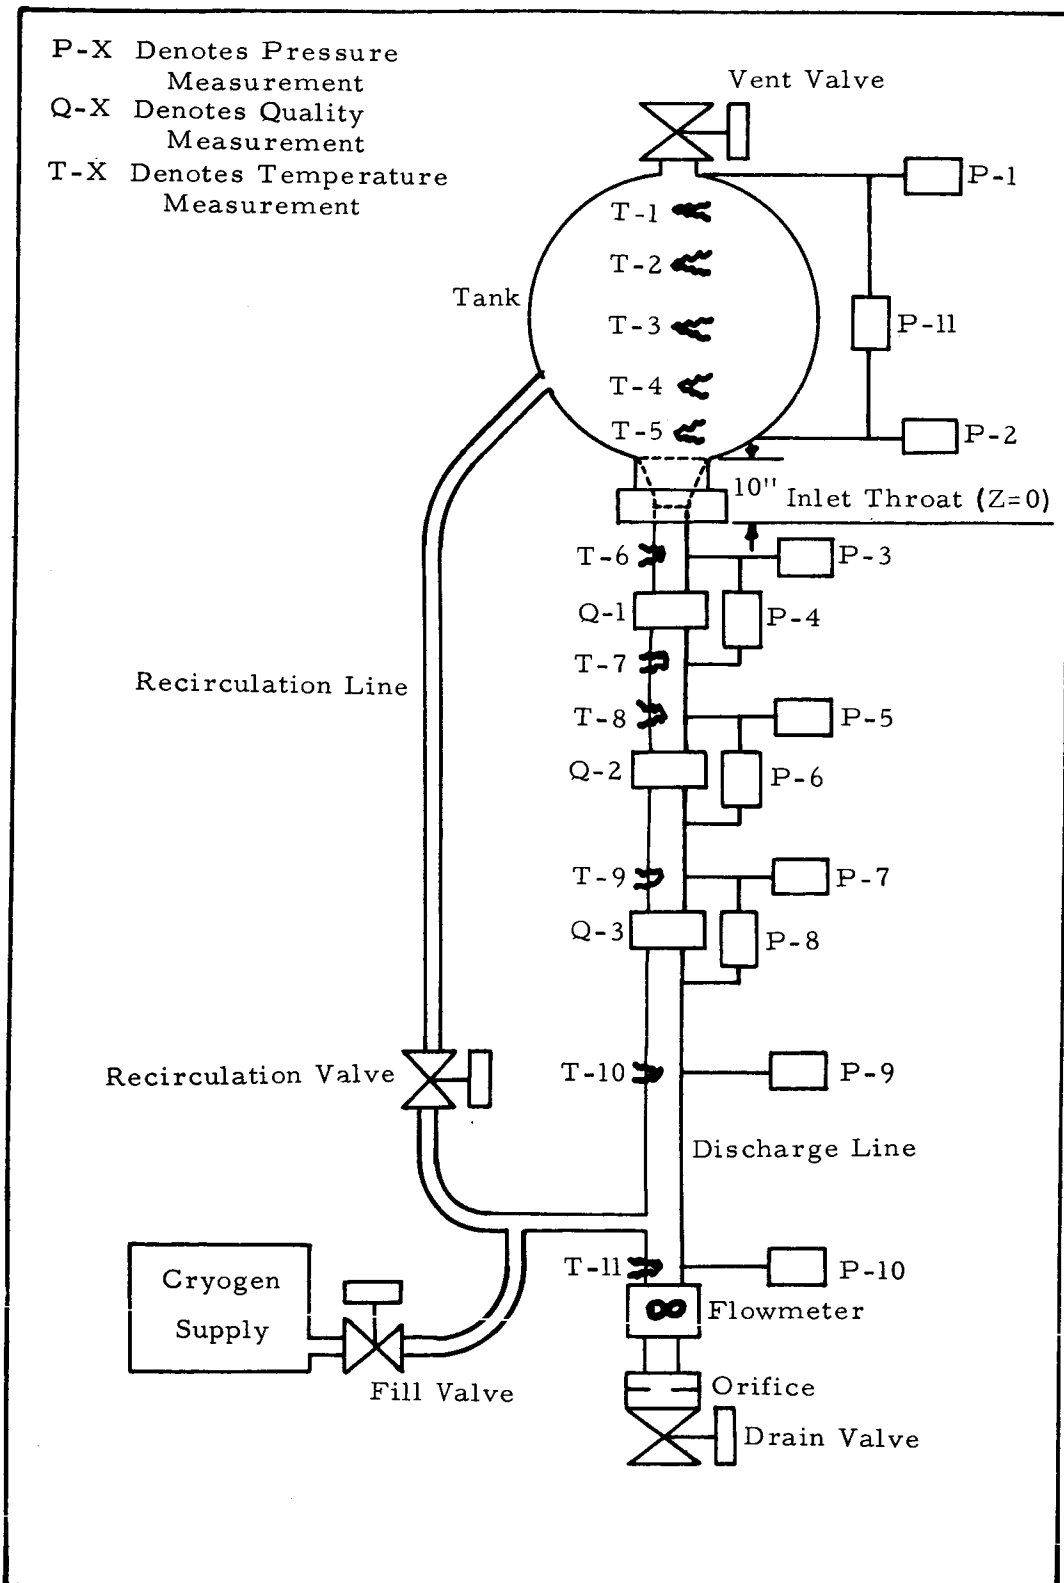 P-X Denotes Pressure
Measurement
Q-X Denotes Quality
Measurement
T-X Denotes Temperature
Measurement
Vent Valve
P-1
T-1
T-2
Tank
T-3
P-11
T-4
T-5
P-2
10"
Inlet Throat (Z=0)
T-6
P-3
Q-1
P-4
T-7
Recirculation Line
T-8
P-5
Q-2
P-6
T-9
P-7
Q-3
P-8
Recirculation Valve
T-10
P-9
Discharge Line
T-11
P-10
Cryogen
Supply
Flowmeter
Fill Valve
Orifice
Drain Valve